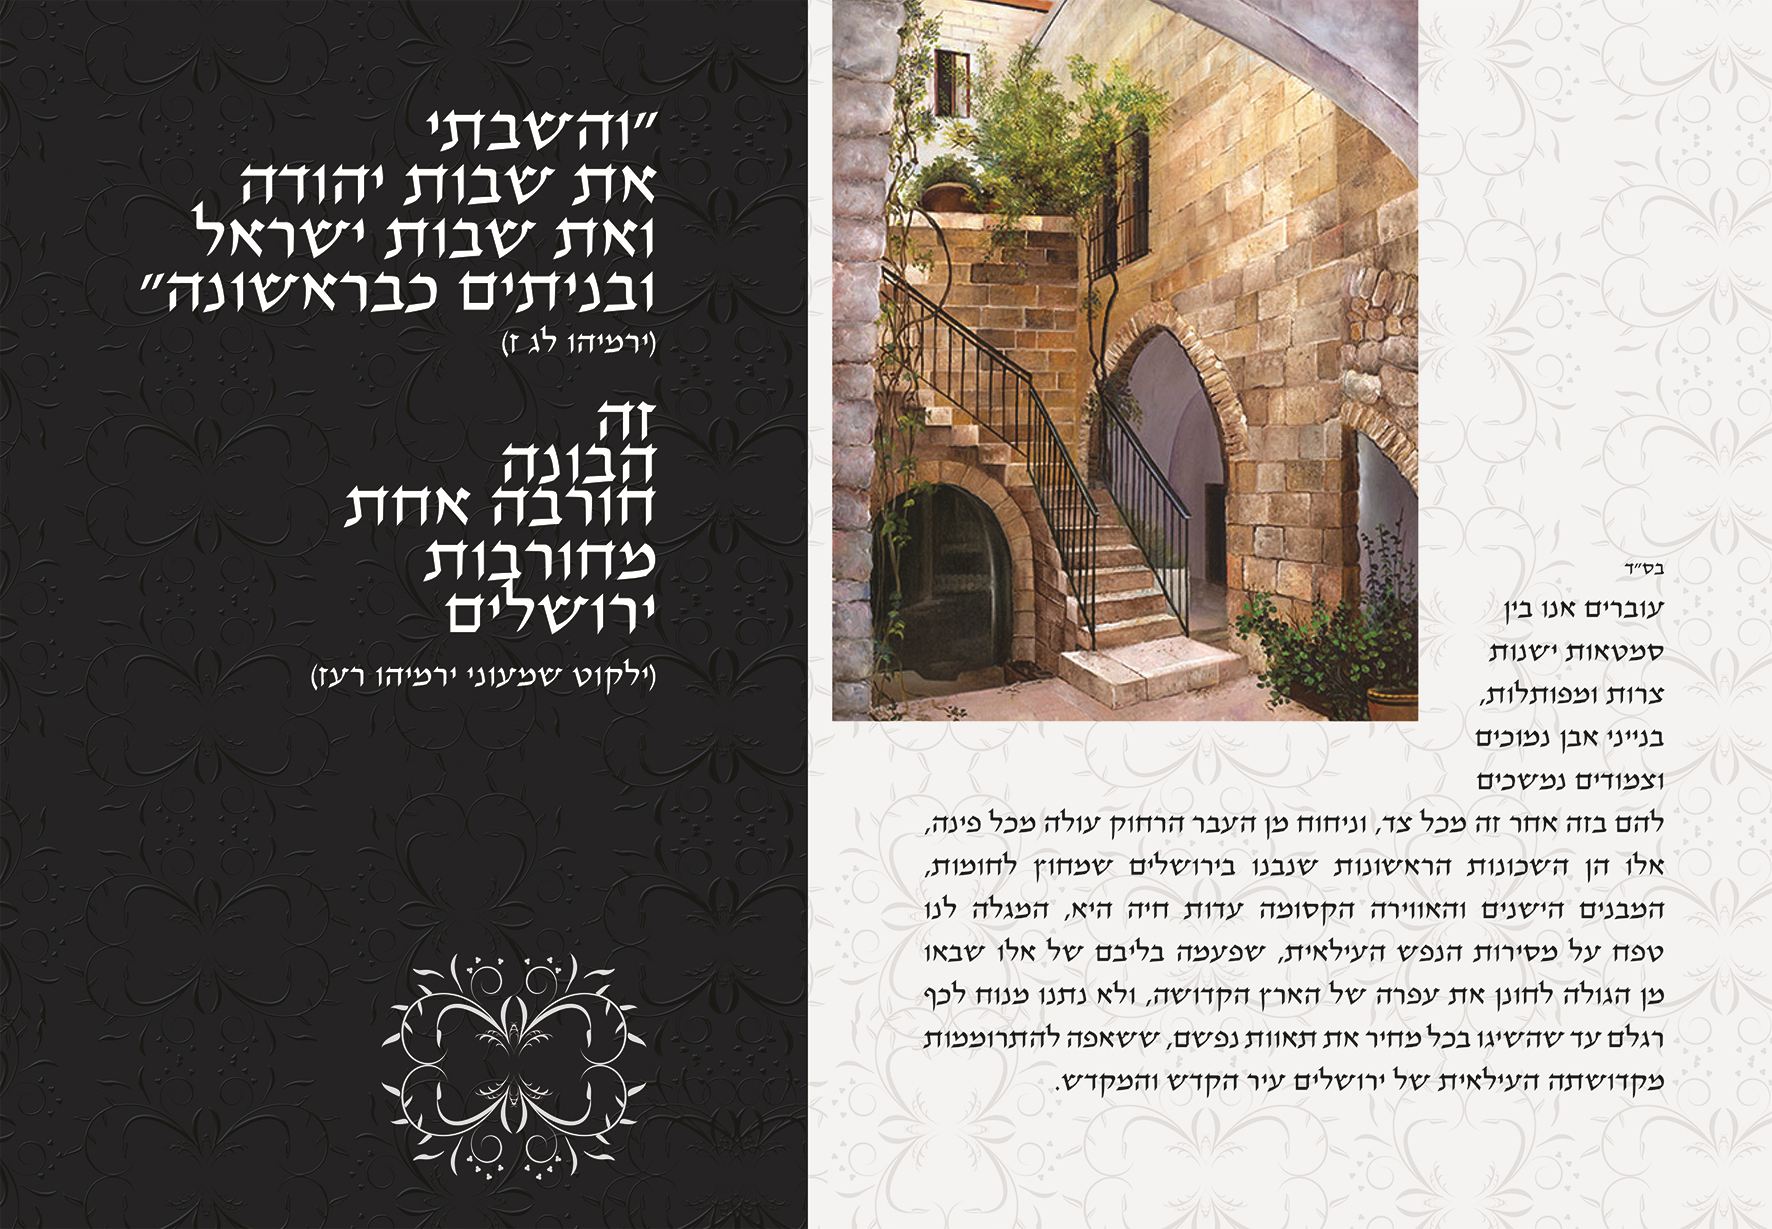 בס״ד
עוברים אנו בין
סמטאות ישנות
צרות ומפותלות,
בנייני אבן נמוכים
וצמודים נמשכים
להם בזה אחר זה מכל צד, וניחוח מן העבר הרחוק עולה מכל פינה,
אלו הן השכונות הראשונות שנבנו בירושלים שמחוץ לחומות,
המבנים הישנים והאווירה הקסומה עדות חיה היא, המגלה לנו
טפח על מסירות הנפש העילאית, שפעמה בליבם של אלו שבאו
מן הגולה לחונן את עפרה של הארץ הקדושה, ולא נתנו מנוח לכף
רגלם עד שהשיגו בכל מחיר את תאוות נפשם, ששאפה להתרוממות
מקדושתה העילאית של ירושלים עיר הקדש והמקדש.
״והשבתי
את שבות יהודה
ואת שבות ישראל
ובניתים כבראשונה״
(ירמיהו לג ז)
זה
הבונה
חורבה אחת
מחורבות
ירושלים
(ילקוט שמעוני ירמיהו רעז)